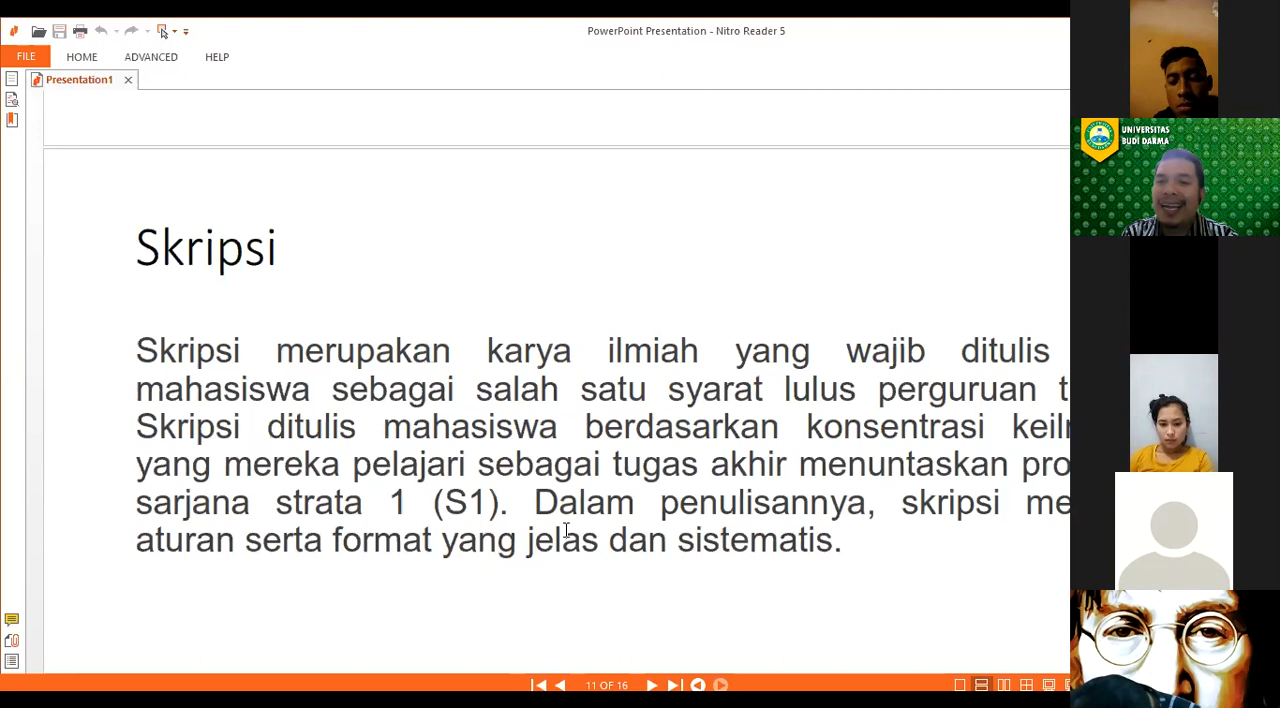 PowerPoint Presentation - Nitro Reader 5
FILE HOME ADVANCED HELP
Presentation1
UNIVERSITAS
BUDI DARMA
Skripsi
Skripsi merupakan karya ilmiah yang wajib ditulis
mahasiswa sebagai salah satu syarat lulus perguruan t
Skripsi ditulis mahasiswa berdasarkan konsentrasi keil
yang mereka pelajari sebagai tugas akhir menuntaskan pro
sarjana strata 1 (S1). Dalam penulisannya, skripsi me
aturan serta format yang jelas dan sistematis.
11 OF 16